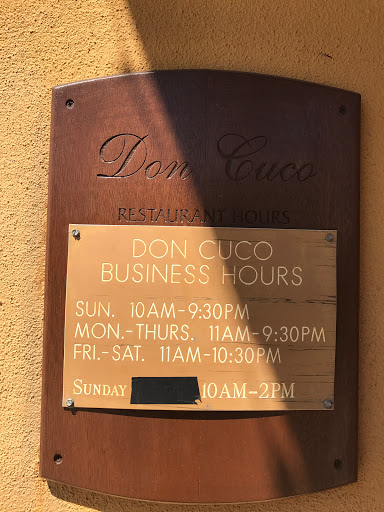 Don Cuco
RESTAURANT HOURS
DON CUCO
BUSINESS HOURS
SUN. 10AM-9:30PM
MON.-THURS. 11AM-9:30PM
FRI.-SAT. 11AM-10:30PM
SUNDAY 10AM-2PM